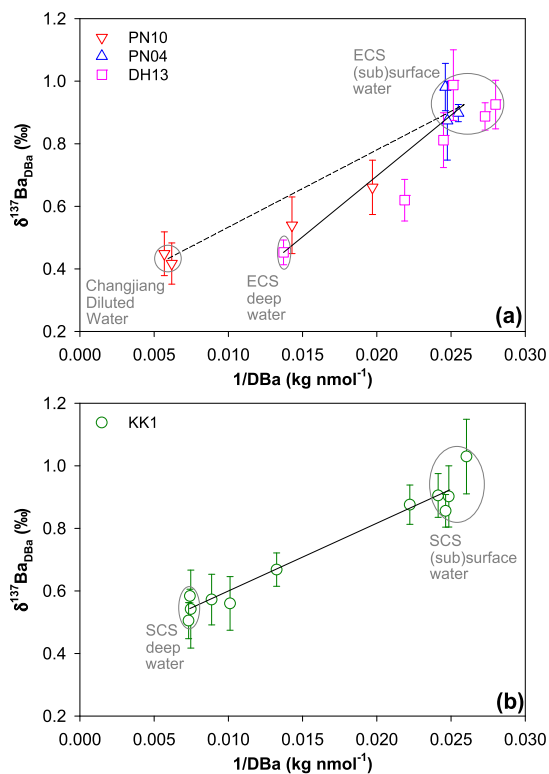 PN10
PN04
DH13
ECS
(sub)surface
water
Changjiang
Diluted
Water
ECS
deep
water
(a)
1.2
1.0
0.8
0.6
0.4
0.2
δ¹³⁷Ba_DBa (‰)
0.000 0.005 0.010 0.015 0.020 0.025 0.030
1/DBa (kg nmol⁻¹)
KK1
SCS
(sub)surface
water
SCS
deep
water
(b)
1.2
1.0
0.8
0.6
0.4
0.2
δ¹³⁷Ba_DBa (‰)
0.000 0.005 0.010 0.015 0.020 0.025 0.030
1/DBa (kg nmol⁻¹)